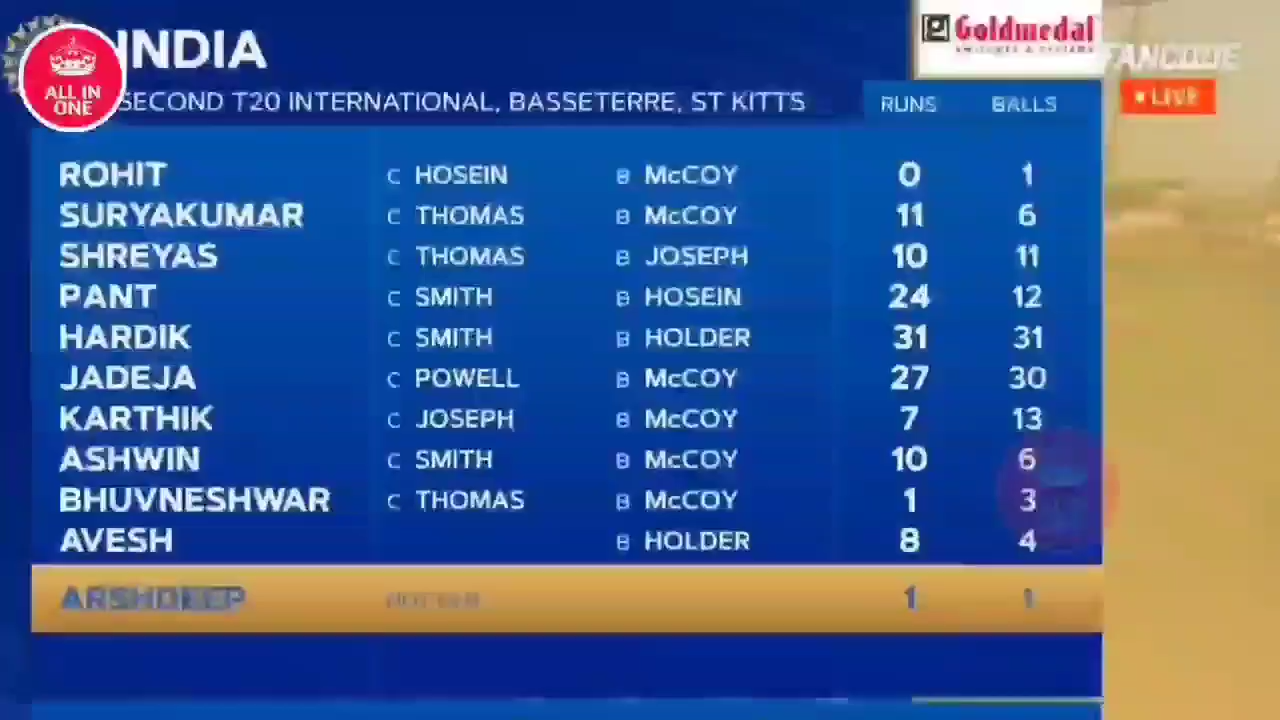 INDIA
ALL IN
ONE
SECOND T20 INTERNATIONAL, BASSETERRE, ST KITTS RUNS BALLS
Goldmedal
FANCODE
LIVE
ROHIT C HOSEIN B McCOY 0 1
SURYAKUMAR C THOMAS B McCOY 11 6
SHREYAS C THOMAS B JOSEPH 10 11
PANT C SMITH B HOSEIN 24 12
HARDIK C SMITH B HOLDER 31 31
JADEJA C POWELL B McCOY 27 30
KARTHIK C JOSEPH B McCOY 7 13
ASHWIN C SMITH B McCOY 10 6
BHUVNESHWAR C THOMAS B McCOY 1 3
AVESH B HOLDER 8 4
ARSHDEEP NOT OUT 1 1